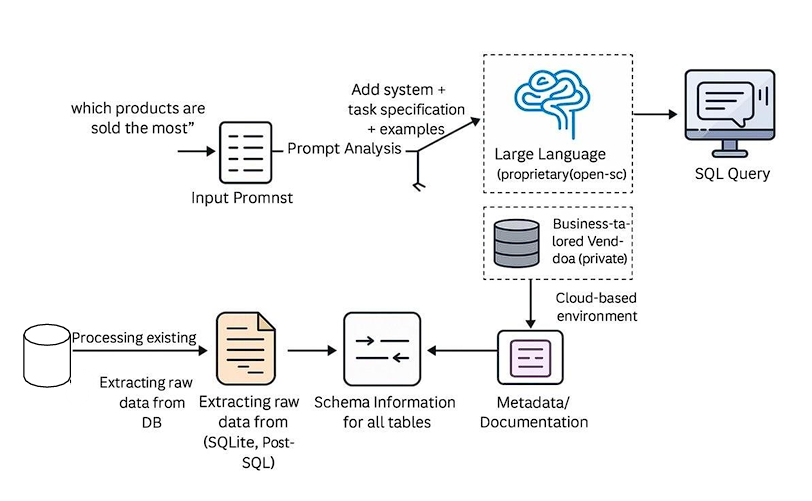 which products are
sold the most”
Input Promnst
Prompt Analysis
Add system +
task specification
+ examples
Large Language
(proprietary(open-sc)
SQL Query
Business-ta-
lored Vend-
doa (private)
Cloud-based
environment
Processing existing
Extracting raw
data from
DB
Extracting raw
data from
(SQLite, Post-
SQL)
Schema Information
for all tables
Metadata/
Documentation